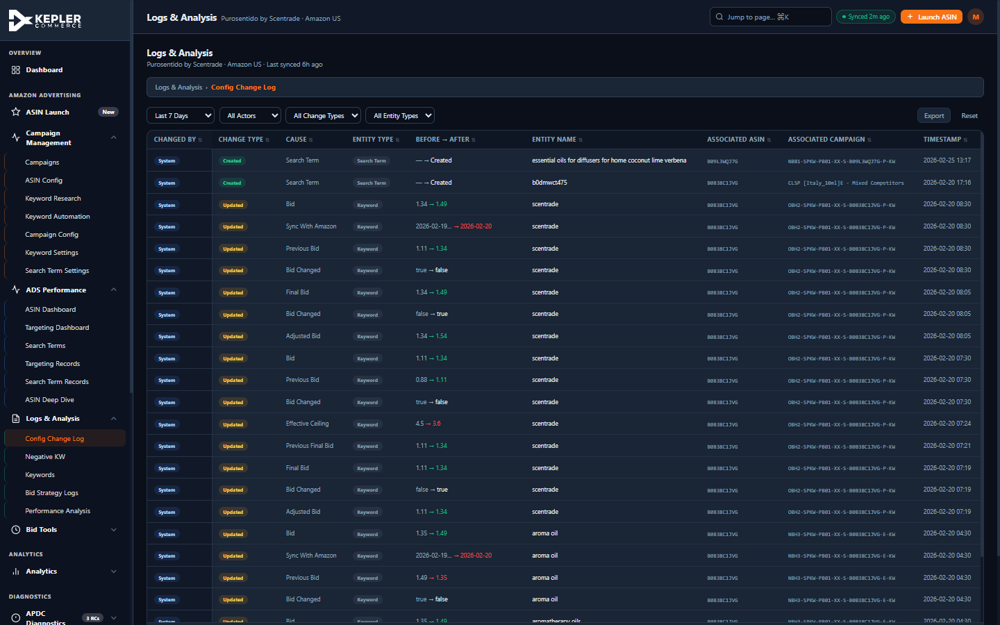 KEPLER
COMMERCE
OVERVIEW
Dashboard
AMAZON ADVERTISING
ASIN Launch New
Campaign
Management
Campaigns
ASIN Config
Keyword Research
Keyword Automation
Campaign Config
Keyword Settings
Search Term Settings
ADS Performance
ASIN Dashboard
Targeting Dashboard
Search Terms
Targeting Records
Search Term Records
ASIN Deep Dive
Logs & Analysis
Config Change Log
Negative KW
Keywords
Bid Strategy Logs
Performance Analysis
Bid Tools
ANALYTICS
Analytics
DIAGNOSTICS
APDC
Diagnostics 3 RCs
Logs & Analysis Purosentido by Scentrade · Amazon US
Jump to page... ⌘K
Synced 2m ago
+ Launch ASIN
M
Logs & Analysis
Purosentido by Scentrade · Amazon US · Last synced 6h ago
Logs & Analysis › Config Change Log
Last 7 Days All Actors All Change Types All Entity Types Export Reset
CHANGED BY CHANGE TYPE CAUSE ENTITY TYPE BEFORE → AFTER ENTITY NAME ASSOCIATED ASIN ASSOCIATED CAMPAIGN TIMESTAMP
System Created Search Term Search Term — → Created essential oils for diffusers for home coconut lime verbena B09L3WQJ7G NBB1-SPKW-PB01-XX-S-B09L3WQJ7G-P-KW 2026-02-25 13:17
System Created Search Term Search Term — → Created b0dmwct475 B0B38C1JVG CLSP [Italy_10ml]E - Mixed Competitors 2026-02-20 17:16
System Updated Bid Keyword 1.34 → 1.49 scentrade B0B38C1JVG OBH2-SPKW-PB01-XX-S-B0B38C1JVG-P-KW 2026-02-20 08:30
System Updated Sync With Amazon Keyword 2026-02-19... → 2026-02-20 scentrade B0B38C1JVG OBH2-SPKW-PB01-XX-S-B0B38C1JVG-P-KW 2026-02-20 08:30
System Updated Previous Bid Keyword 1.11 → 1.34 scentrade B0B38C1JVG OBH2-SPKW-PB01-XX-S-B0B38C1JVG-P-KW 2026-02-20 08:30
System Updated Bid Changed Keyword true → false scentrade B0B38C1JVG OBH2-SPKW-PB01-XX-S-B0B38C1JVG-P-KW 2026-02-20 08:30
System Updated Final Bid Keyword 1.34 → 1.49 scentrade B0B38C1JVG OBH2-SPKW-PB01-XX-S-B0B38C1JVG-P-KW 2026-02-20 08:05
System Updated Bid Changed Keyword false → true scentrade B0B38C1JVG OBH2-SPKW-PB01-XX-S-B0B38C1JVG-P-KW 2026-02-20 08:05
System Updated Adjusted Bid Keyword 1.34 → 1.54 scentrade B0B38C1JVG OBH2-SPKW-PB01-XX-S-B0B38C1JVG-P-KW 2026-02-20 08:05
System Updated Bid Keyword 1.11 → 1.34 scentrade B0B38C1JVG OBH2-SPKW-PB01-XX-S-B0B38C1JVG-P-KW 2026-02-20 07:30
System Updated Previous Bid Keyword 0.88 → 1.11 scentrade B0B38C1JVG OBH2-SPKW-PB01-XX-S-B0B38C1JVG-P-KW 2026-02-20 07:30
System Updated Bid Changed Keyword true → false scentrade B0B38C1JVG OBH2-SPKW-PB01-XX-S-B0B38C1JVG-P-KW 2026-02-20 07:30
System Updated Effective Ceiling Keyword 4.5 → 3.6 scentrade B0B38C1JVG OBH2-SPKW-PB01-XX-S-B0B38C1JVG-P-KW 2026-02-20 07:24
System Updated Previous Final Bid Keyword 1.11 → 1.34 scentrade B0B38C1JVG OBH2-SPKW-PB01-XX-S-B0B38C1JVG-P-KW 2026-02-20 07:21
System Updated Final Bid Keyword 1.11 → 1.34 scentrade B0B38C1JVG OBH2-SPKW-PB01-XX-S-B0B38C1JVG-P-KW 2026-02-20 07:19
System Updated Bid Changed Keyword false → true scentrade B0B38C1JVG OBH2-SPKW-PB01-XX-S-B0B38C1JVG-P-KW 2026-02-20 07:19
System Updated Adjusted Bid Keyword 1.11 → 1.34 scentrade B0B38C1JVG OBH2-SPKW-PB01-XX-S-B0B38C1JVG-P-KW 2026-02-20 07:19
System Updated Bid Keyword 1.35 → 1.49 aroma oil B0B38C1JVG NBH3-SPKW-PB01-XX-S-B0B38C1JVG-E-KW 2026-02-20 04:30
System Updated Sync With Amazon Keyword 2026-02-19... → 2026-02-20 aroma oil B0B38C1JVG NBH3-SPKW-PB01-XX-S-B0B38C1JVG-E-KW 2026-02-20 04:30
System Updated Previous Bid Keyword 1.49 → 1.35 aroma oil B0B38C1JVG NBH3-SPKW-PB01-XX-S-B0B38C1JVG-E-KW 2026-02-20 04:30
System Updated Bid Changed Keyword true → false aroma oil B0B38C1JVG NBH3-SPKW-PB01-XX-S-B0B38C1JVG-E-KW 2026-02-20 04:30
System Updated Bid Keyword 1.35 → 1.49 aromatherapy oils B0B38C1JVG NBH3-SPKW-PB01-XX-S-B0B38C1JVG-E-KW 2026-02-20 04:30